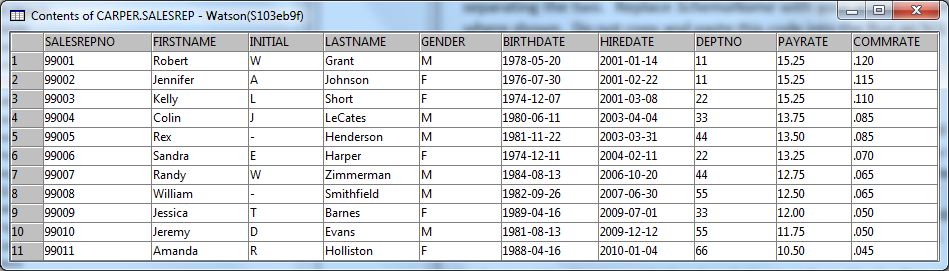 Contents of CARPER.SALESREP - Watson(S103eb9f)
SALESREPNO FIRSTNAME INITIAL LASTNAME GENDER BIRTHDATE HIREDATE DEPTNO PAYRATE COMMRATE
1 99001 Robert W Grant M 1978-05-20 2001-01-14 11 15.25 .120
2 99002 Jennifer A Johnson F 1976-07-30 2001-02-22 11 15.25 .115
3 99003 Kelly L Short F 1974-12-07 2001-03-08 22 15.25 .110
4 99004 Colin J LeCates M 1980-06-11 2003-04-04 33 13.75 .085
5 99005 Rex - Henderson M 1981-11-22 2003-03-31 44 13.50 .085
6 99006 Sandra E Harper F 1974-12-11 2004-02-11 22 13.25 .070
7 99007 Randy W Zimmerman M 1984-08-13 2006-10-20 44 12.75 .065
8 99008 William - Smithfield M 1982-09-26 2007-06-30 55 12.50 .065
9 99009 Jessica T Barnes F 1989-04-16 2009-07-01 33 12.00 .050
10 99010 Jeremy D Evans M 1981-08-13 2009-12-12 55 11.75 .050
11 99011 Amanda R Holliston F 1988-04-16 2010-01-04 66 10.50 .045